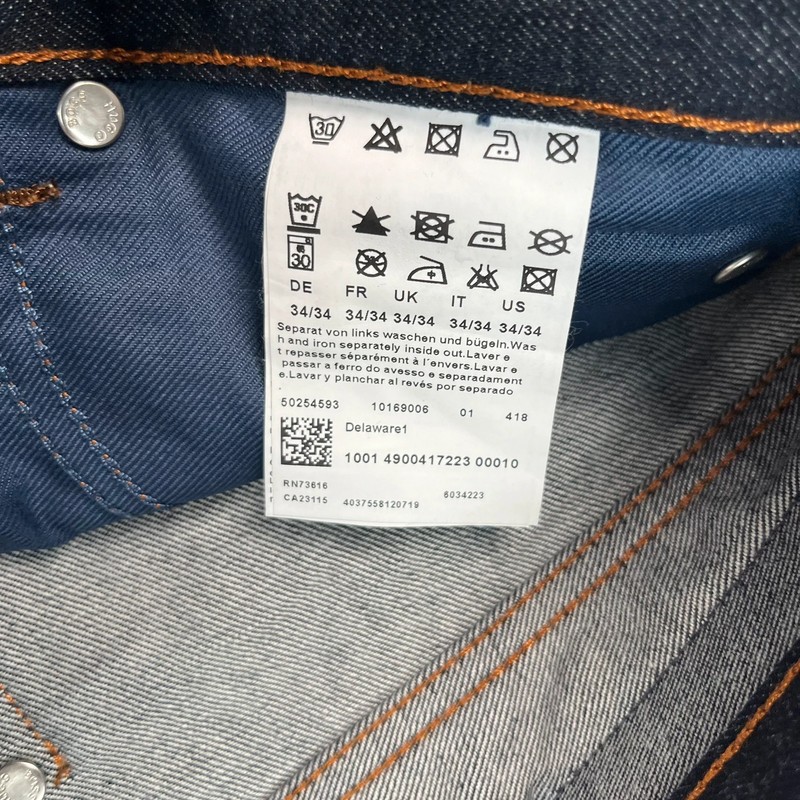 BOSS HUGO
30
30C
30
DE FR UK IT US
34/34 34/34 34/34 34/34 34/34
Separat von links waschen und bügeln.Was
h and iron separately inside out.Laver e
t repasser séparément à l'envers.Lavar e
passar a ferro do avesso e separadament
e.Lavar y planchar al revés por separado
50254593 10169006 01 418
Delaware1
1001 4900417223 00010
RN73616
CA23115 4037558120719 6034223